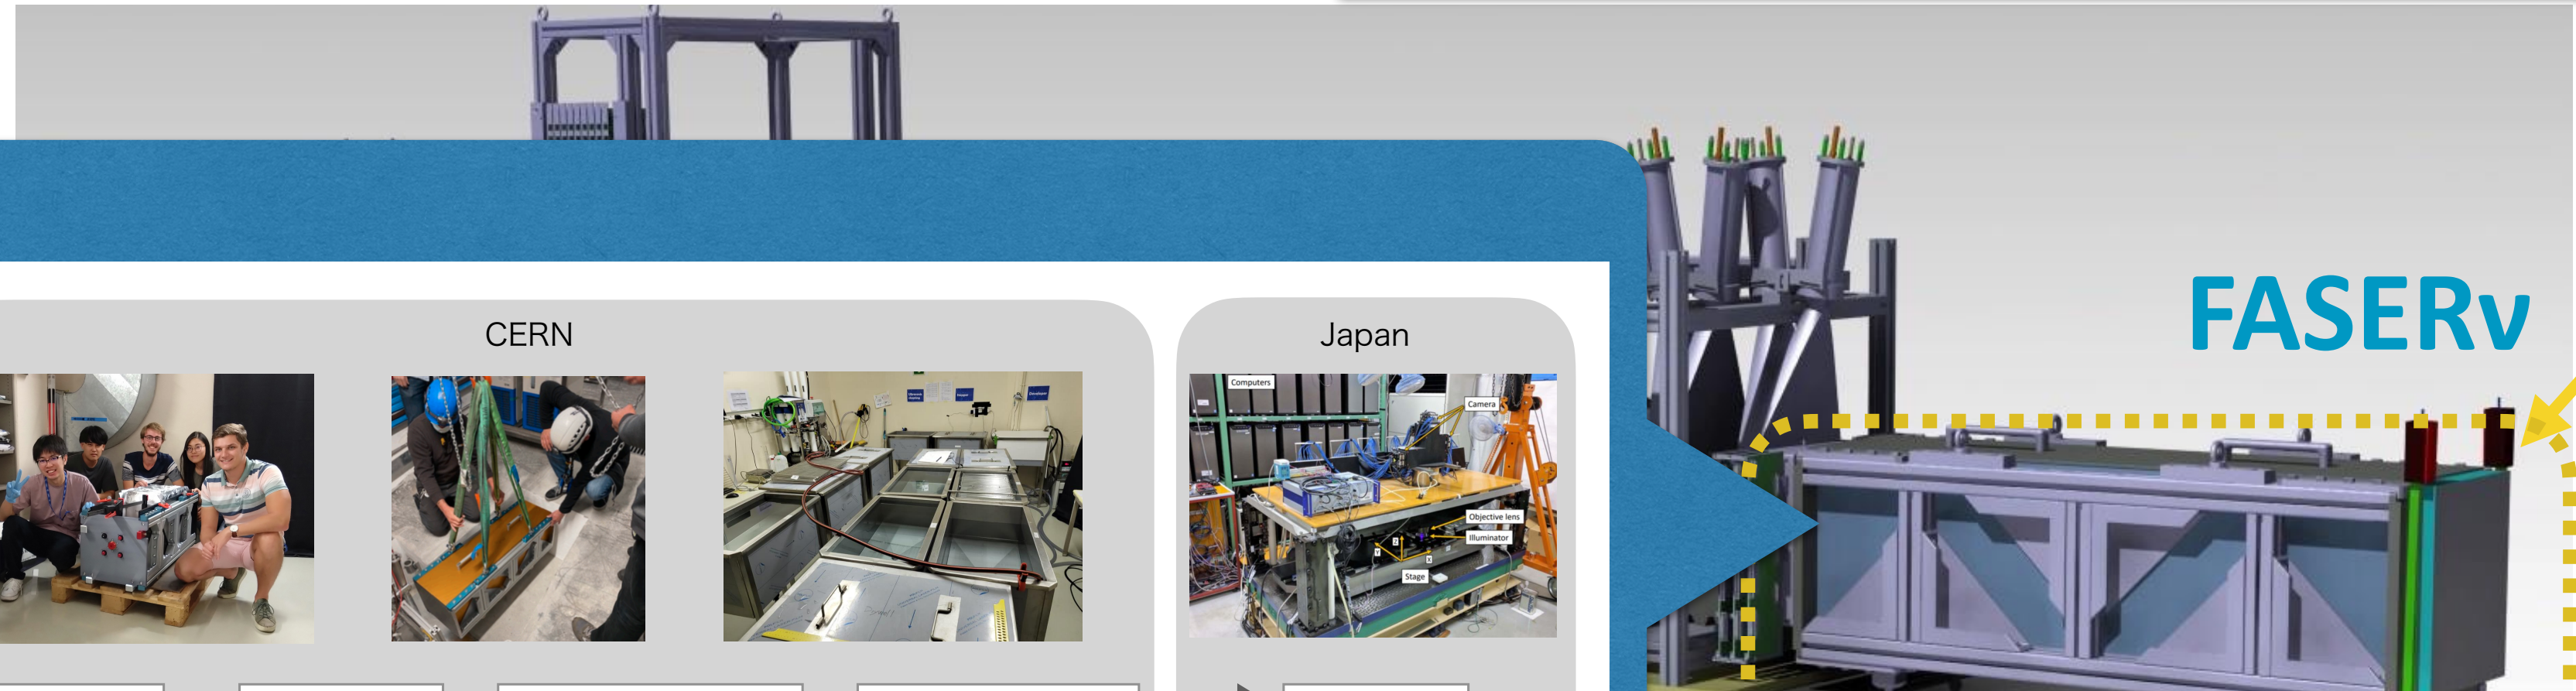 FASERν
CERN
Japan
Computers
Camera
Objective lens
Illuminator
Z
Y
X
Stage